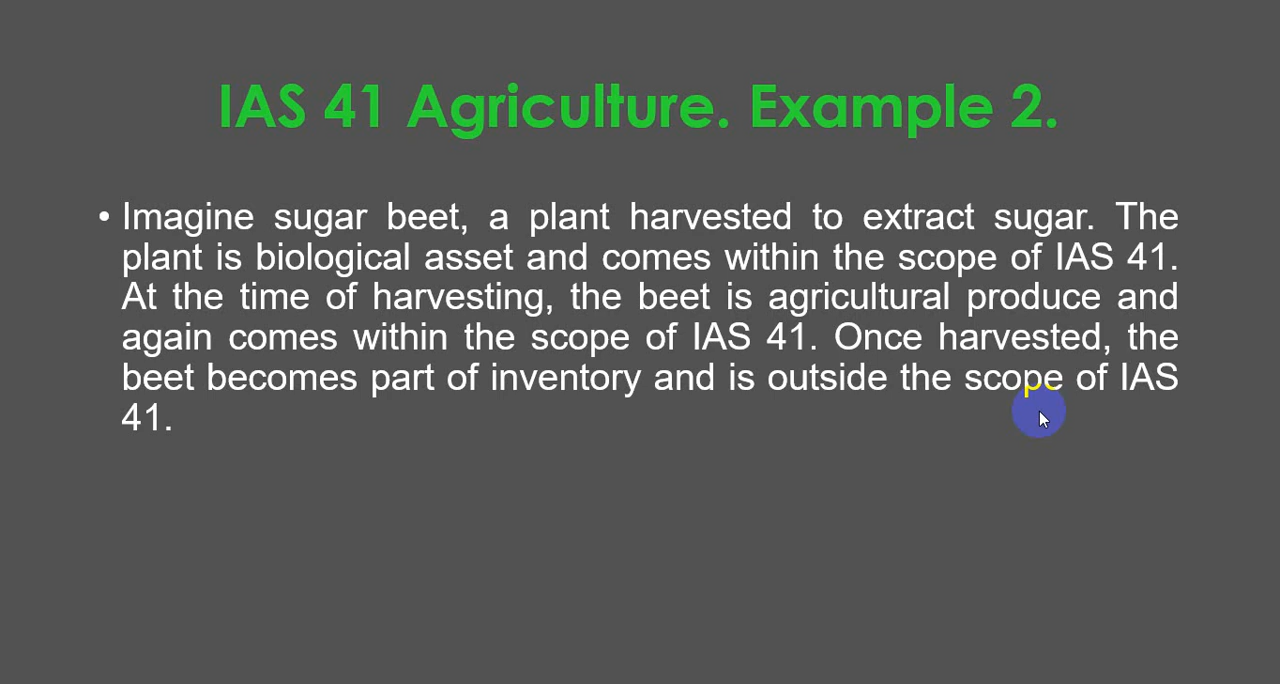 IAS 41 Agriculture. Example 2.
• Imagine sugar beet, a plant harvested to extract sugar. The
plant is biological asset and comes within the scope of IAS 41.
At the time of harvesting, the beet is agricultural produce and
again comes within the scope of IAS 41. Once harvested, the
beet becomes part of inventory and is outside the scope of IAS
41.